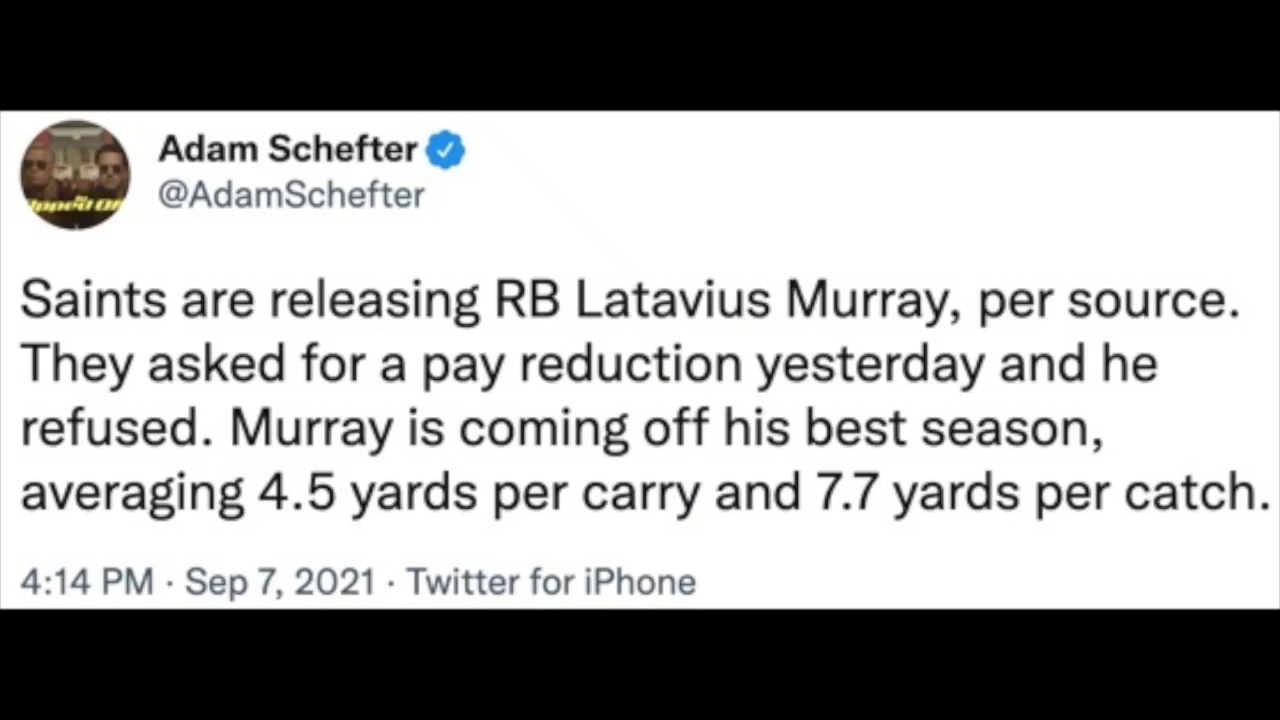 Adam Schefter
@AdamSchefter
Saints are releasing RB Latavius Murray, per source.
They asked for a pay reduction yesterday and he
refused. Murray is coming off his best season,
averaging 4.5 yards per carry and 7.7 yards per catch.
4:14 PM · Sep 7, 2021 · Twitter for iPhone